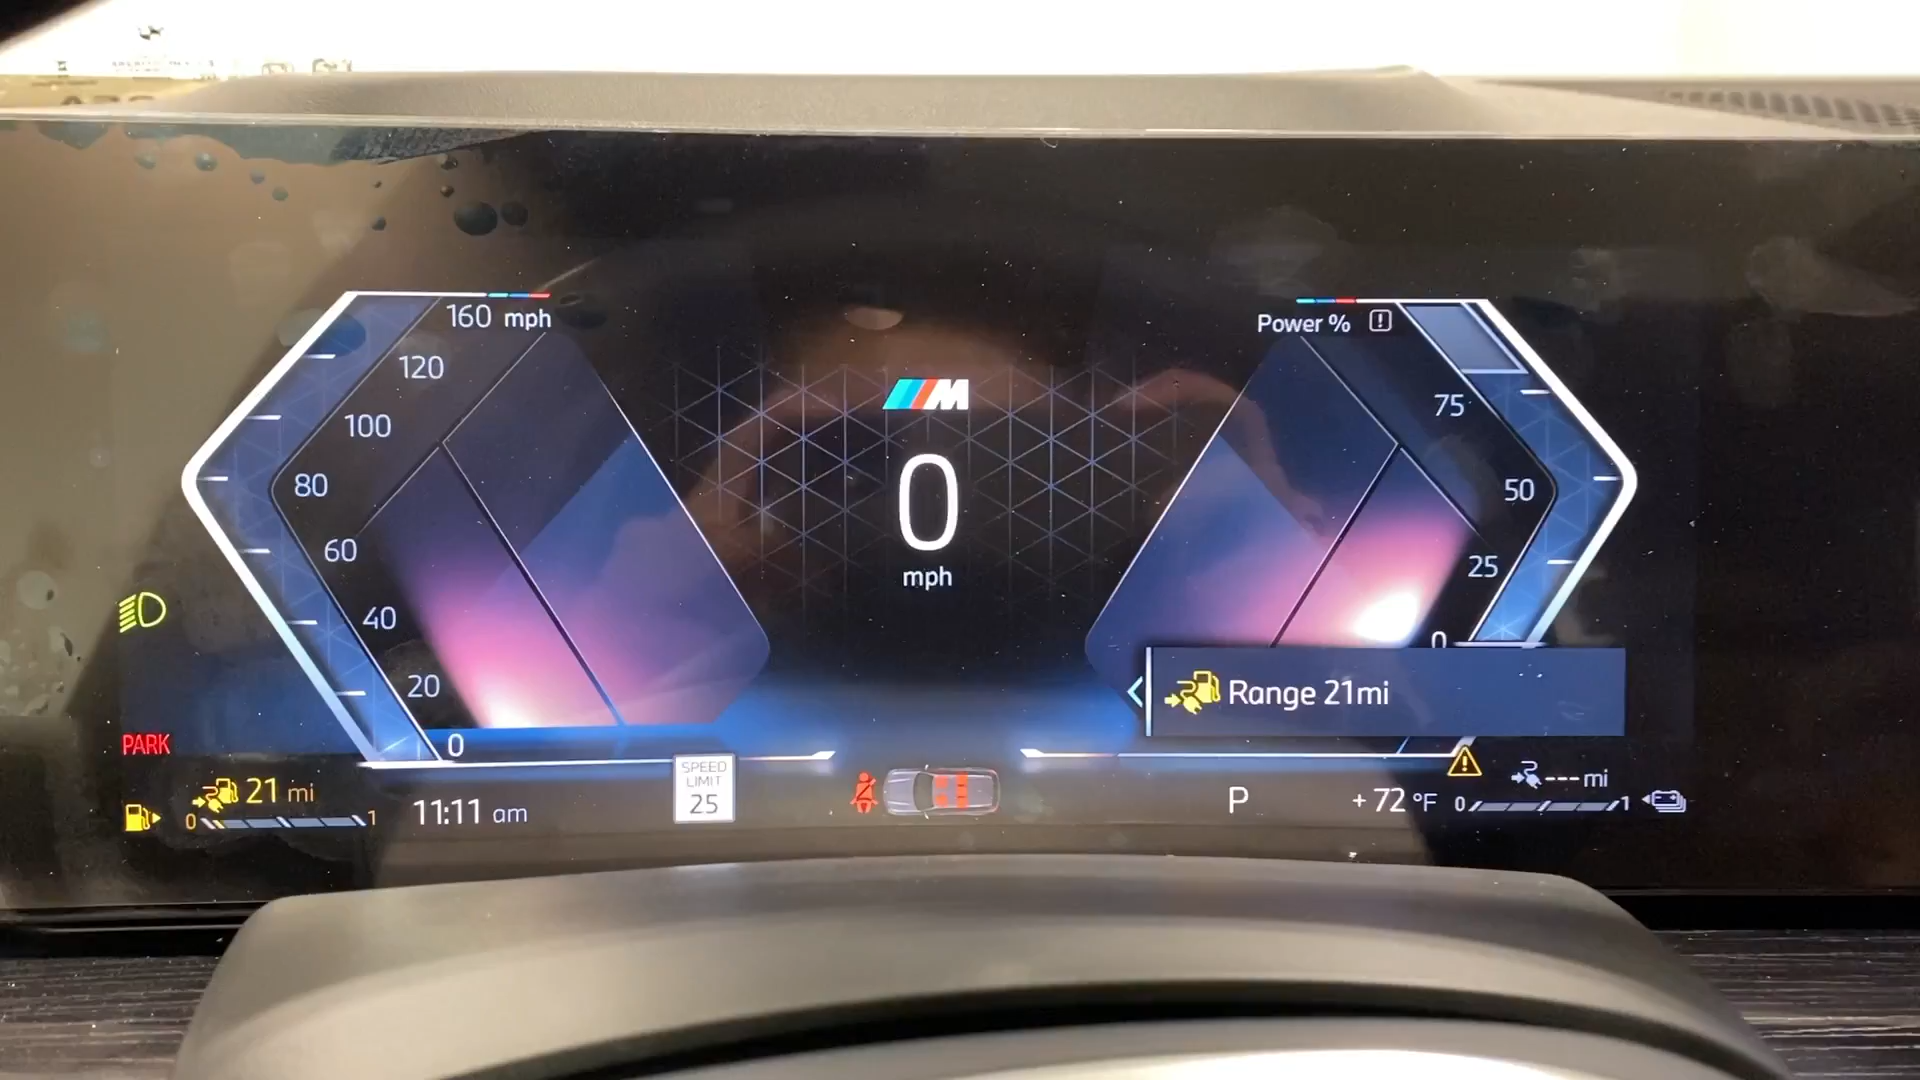 160 mph
120
100
80
60
40
20
0
M
0
mph
Power %
75
50
25
0
Range 21mi
PARK
21 mi
0 1
11:11 am
SPEED
LIMIT
25
P
+72 °F
--- mi
0 1